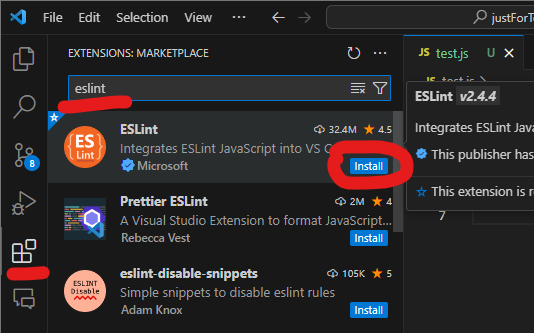 File Edit Selection View ··· justForTe
EXTENSIONS: MARKETPLACE
JS test.js U
eslint
JS test.js
ESLint v2.4.4
ES Lint
ESLint 32.4M 4.5
Integrates ESLint JavaScript into VS C
Integrates ESLint Java
Microsoft Install
This publisher has
8
Prettier ESLint 2M 4
This extension is re
A Visual Studio Extension to format JavaScript...
7
Rebecca Vest Install
ESLINT Disable
eslint-disable-snippets 105K 5
Simple snippets to disable eslint rules
Adam Knox Install